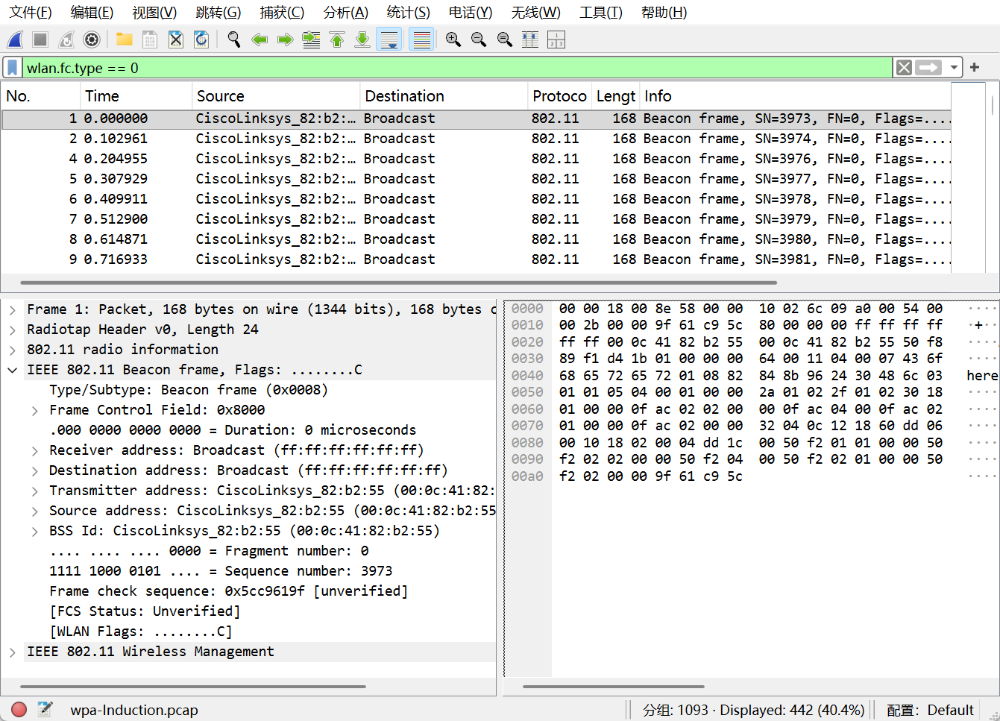 文件(F) 编辑(E) 视图(V) 跳转(G) 捕获(C) 分析(A) 统计(S) 电话(Y) 无线(W) 工具(T) 帮助(H)
wlan.fc.type == 0
No. Time Source Destination Protoco Lengt Info
1 0.000000 CiscoLinksys_82:b2:… Broadcast 802.11 168 Beacon frame, SN=3973, FN=0, Flags=....
2 0.102961 CiscoLinksys_82:b2:… Broadcast 802.11 168 Beacon frame, SN=3974, FN=0, Flags=....
4 0.204955 CiscoLinksys_82:b2:… Broadcast 802.11 168 Beacon frame, SN=3976, FN=0, Flags=....
5 0.307929 CiscoLinksys_82:b2:… Broadcast 802.11 168 Beacon frame, SN=3977, FN=0, Flags=....
6 0.409911 CiscoLinksys_82:b2:… Broadcast 802.11 168 Beacon frame, SN=3978, FN=0, Flags=....
7 0.512900 CiscoLinksys_82:b2:… Broadcast 802.11 168 Beacon frame, SN=3979, FN=0, Flags=....
8 0.614871 CiscoLinksys_82:b2:… Broadcast 802.11 168 Beacon frame, SN=3980, FN=0, Flags=....
9 0.716933 CiscoLinksys_82:b2:… Broadcast 802.11 168 Beacon frame, SN=3981, FN=0, Flags=....
Frame 1: Packet, 168 bytes on wire (1344 bits), 168 bytes c
Radiotap Header v0, Length 24
802.11 radio information
IEEE 802.11 Beacon frame, Flags: ........C
Type/Subtype: Beacon frame (0x0008)
Frame Control Field: 0x8000
.000 0000 0000 0000 = Duration: 0 microseconds
Receiver address: Broadcast (ff:ff:ff:ff:ff:ff)
Destination address: Broadcast (ff:ff:ff:ff:ff:ff)
Transmitter address: CiscoLinksys_82:b2:55 (00:0c:41:82:
Source address: CiscoLinksys_82:b2:55 (00:0c:41:82:b2:55
BSS Id: CiscoLinksys_82:b2:55 (00:0c:41:82:b2:55)
.... .... .... 0000 = Fragment number: 0
1111 1000 0101 .... = Sequence number: 3973
Frame check sequence: 0x5cc9619f [unverified]
[FCS Status: Unverified]
[WLAN Flags: ........C]
IEEE 802.11 Wireless Management
0000 00 00 18 00 8e 58 00 00 10 02 6c 09 a0 00 54 00 ····
0010 00 2b 00 00 9f 61 c9 5c 80 00 00 00 ff ff ff ff ·+··
0020 ff ff 00 0c 41 82 b2 55 00 0c 41 82 b2 55 50 f8 ····
0030 89 f1 d4 1b 01 00 00 00 64 00 11 04 00 07 43 6f ····
0040 68 65 72 65 72 01 08 82 84 8b 96 24 30 48 6c 03 here
0050 01 01 05 04 00 01 00 00 2a 01 02 2f 01 02 30 18 ····
0060 01 00 00 0f ac 02 02 00 00 0f ac 04 00 0f ac 02 ····
0070 01 00 00 0f ac 02 00 00 32 04 0c 12 18 60 dd 06 ····
0080 00 10 18 02 00 04 dd 1c 00 50 f2 01 01 00 00 50 ····
0090 f2 02 02 00 00 50 f2 04 00 50 f2 02 01 00 00 50 ····
00a0 f2 02 00 00 9f 61 c9 5c ····
wpa-Induction.pcap 分组: 1093 · Displayed: 442 (40.4%) 配置: Default